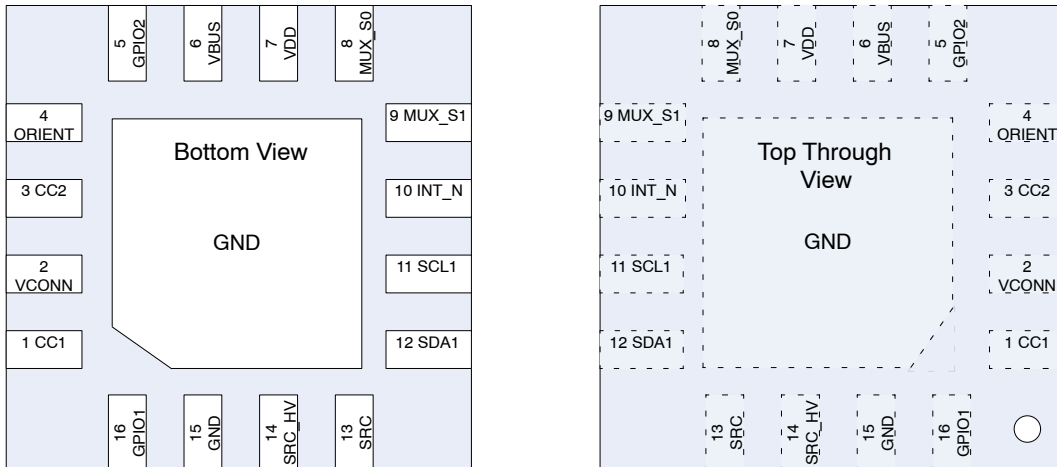 5
GPIO2
6
VBUS
7
VDD
8
MUX_S0
4
ORIENT
3 CC2
2
VCONN
1 CC1
Bottom View
GND
9 MUX_S1
10 INT_N
11 SCL1
12 SDA1
16
GPIO1
15
GND
14
SRC_HV
13
SRC
8
MUX_S0
7
VDD
6
VBUS
5
GPIO2
9 MUX_S1
10 INT_N
11 SCL1
12 SDA1
Top Through
View
GND
4
ORIENT
3 CC2
2
VCONN
1 CC1
13
SRC
14
SRC_HV
15
GND
16
GPIO1